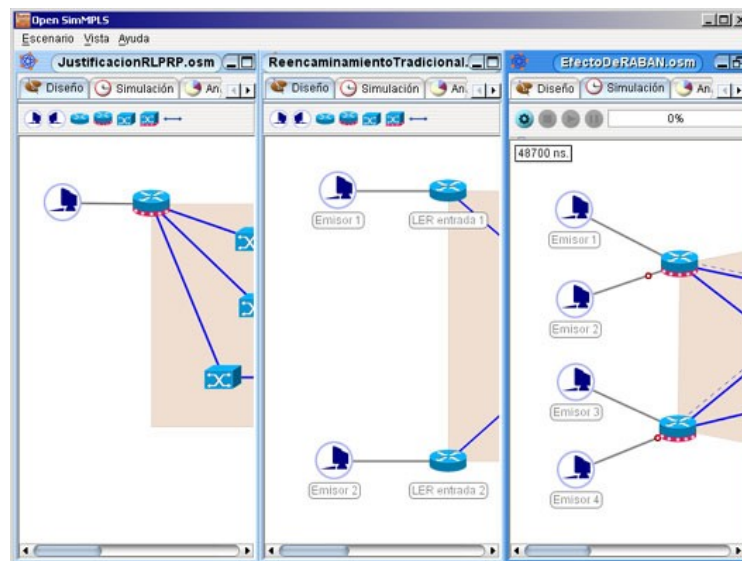 Open SimMPLS
Escenario Vista Ayuda
JustificacionRLPRP.osm
Diseño Simulación An
ReencaminamientoTradicional.
Diseño Simulación An
Emisor 1
LER entrada 1
Emisor 2
LER entrada 2
EfectoDeRABAN.osm
Diseño Simulación An
0%
48700 ns.
Emisor 1
Emisor 2
Emisor 3
Emisor 4